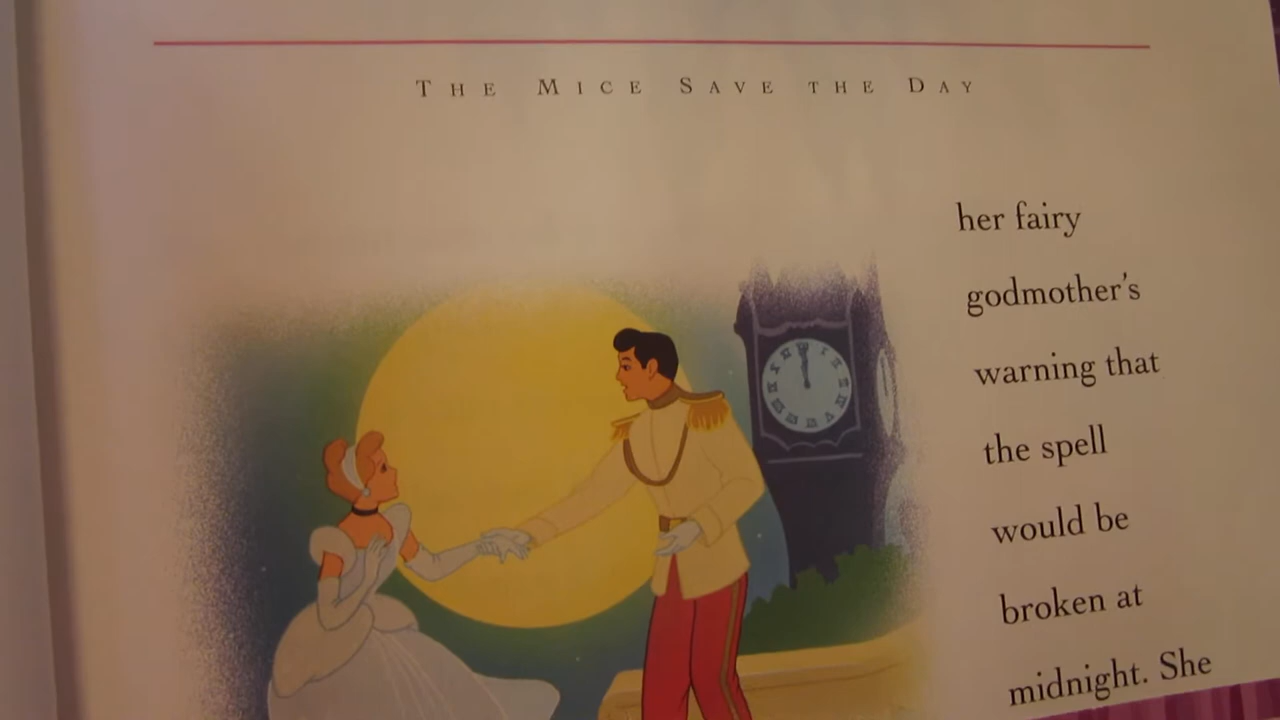 THE MICE SAVE THE DAY
her fairy
godmother's
warning that
the spell
would be
broken at
midnight. She